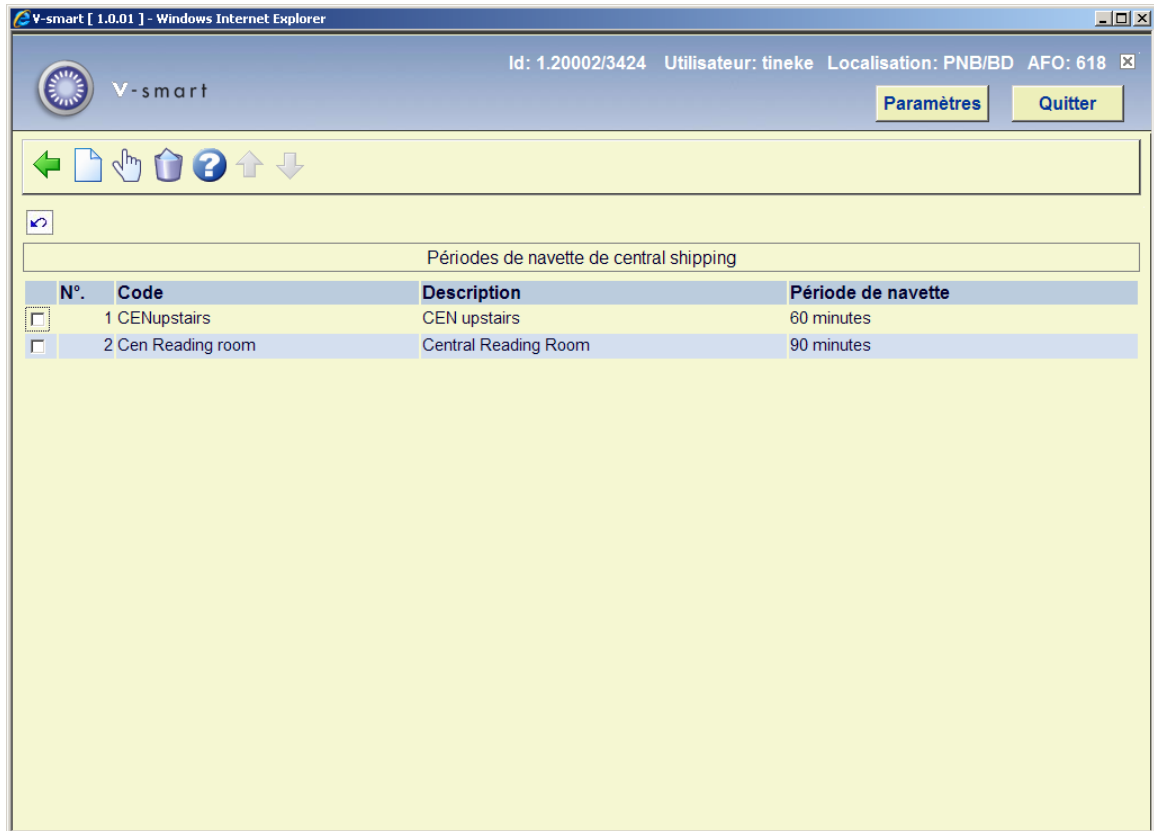 V-smart [ 1.0.01 ] - Windows Internet Explorer
Id: 1.20002/3424 Utilisateur: tineke Localisation: PNB/BD AFO: 618
V-smart
Paramètres Quitter
Périodes de navette de central shipping
N°. Code Description Période de navette
1 CENupstairs CEN upstairs 60 minutes
2 Cen Reading room Central Reading Room 90 minutes